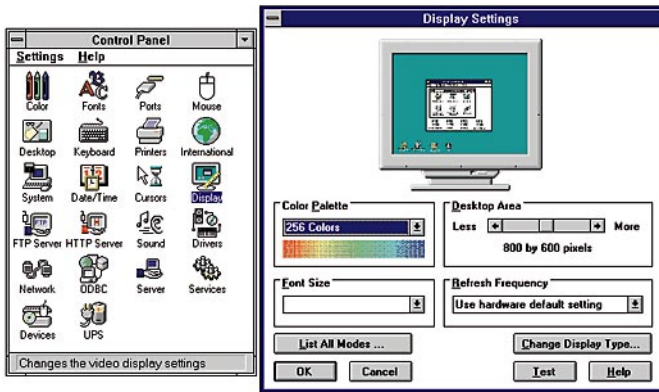 Control Panel
Settings Help
Color Fonts Ports Mouse
Desktop Keyboard Printers International
System Date/Time Cursors Display
FTP Server HTTP Server Sound Drivers
Network ODBC Server Services
Devices UPS
Changes the video display settings
Display Settings
Color Palette
256 Colors
Desktop Area
Less More
800 by 600 pixels
Font Size
Refresh Frequency
Use hardware default setting
List All Modes ...
Change Display Type...
OK Cancel
Test Help